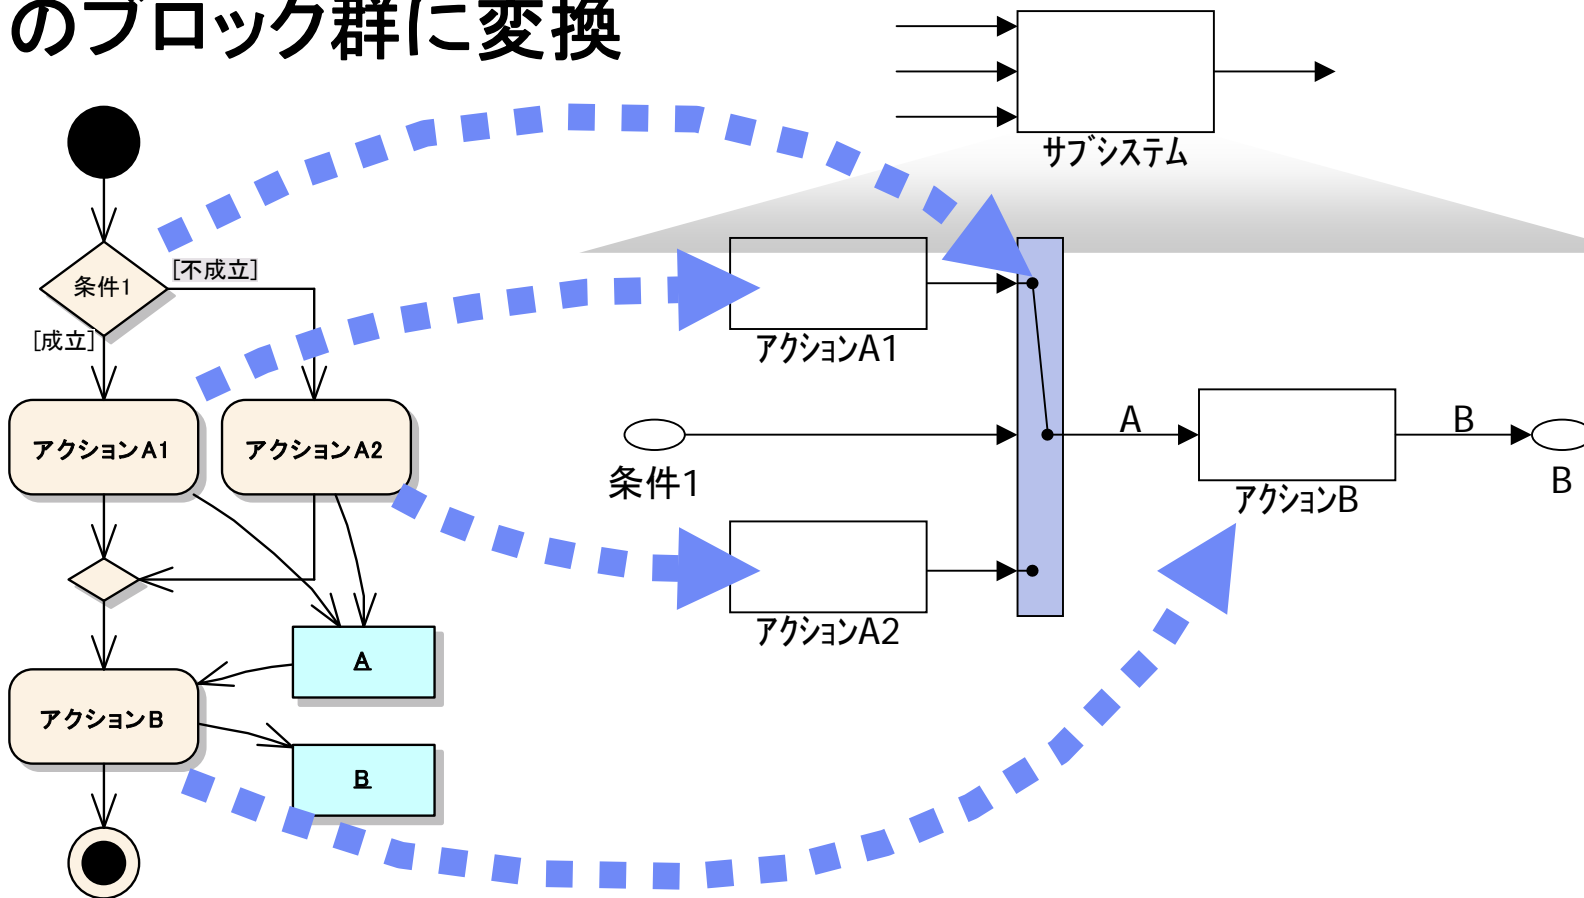 のブロック群に変換
サブシステム
条件1
[不成立]
[成立]
アクションA1
アクションA2
A
アクションB
B
アクションA1
条件1
アクションA2
A
アクションB
B
B